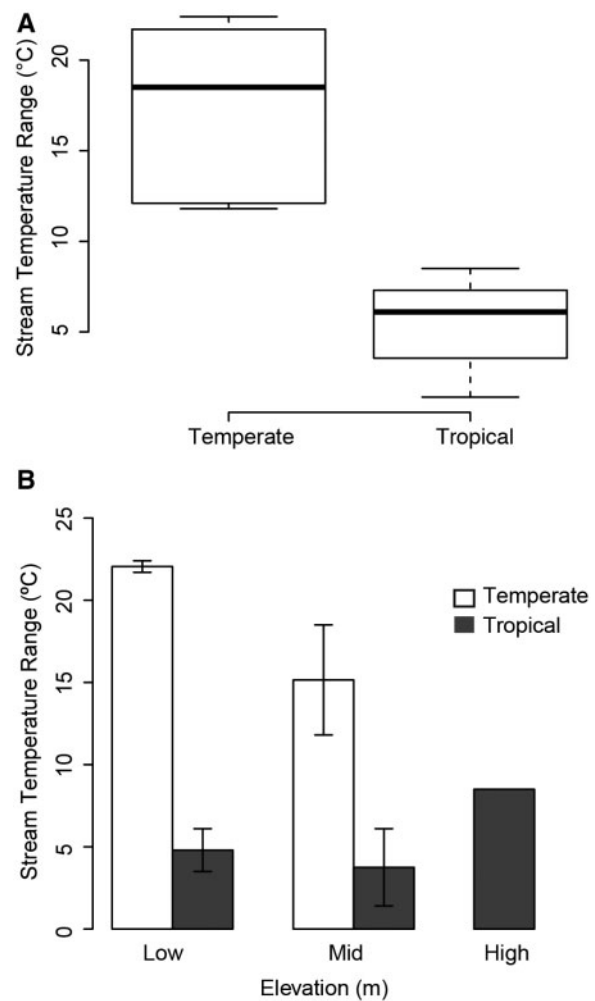 A
Stream Temperature Range (°C)
20
15
10
5
Temperate Tropical
B
Stream Temperature Range (ºC)
25
20
15
10
5
0
Temperate
Tropical
Low Mid High
Elevation (m)